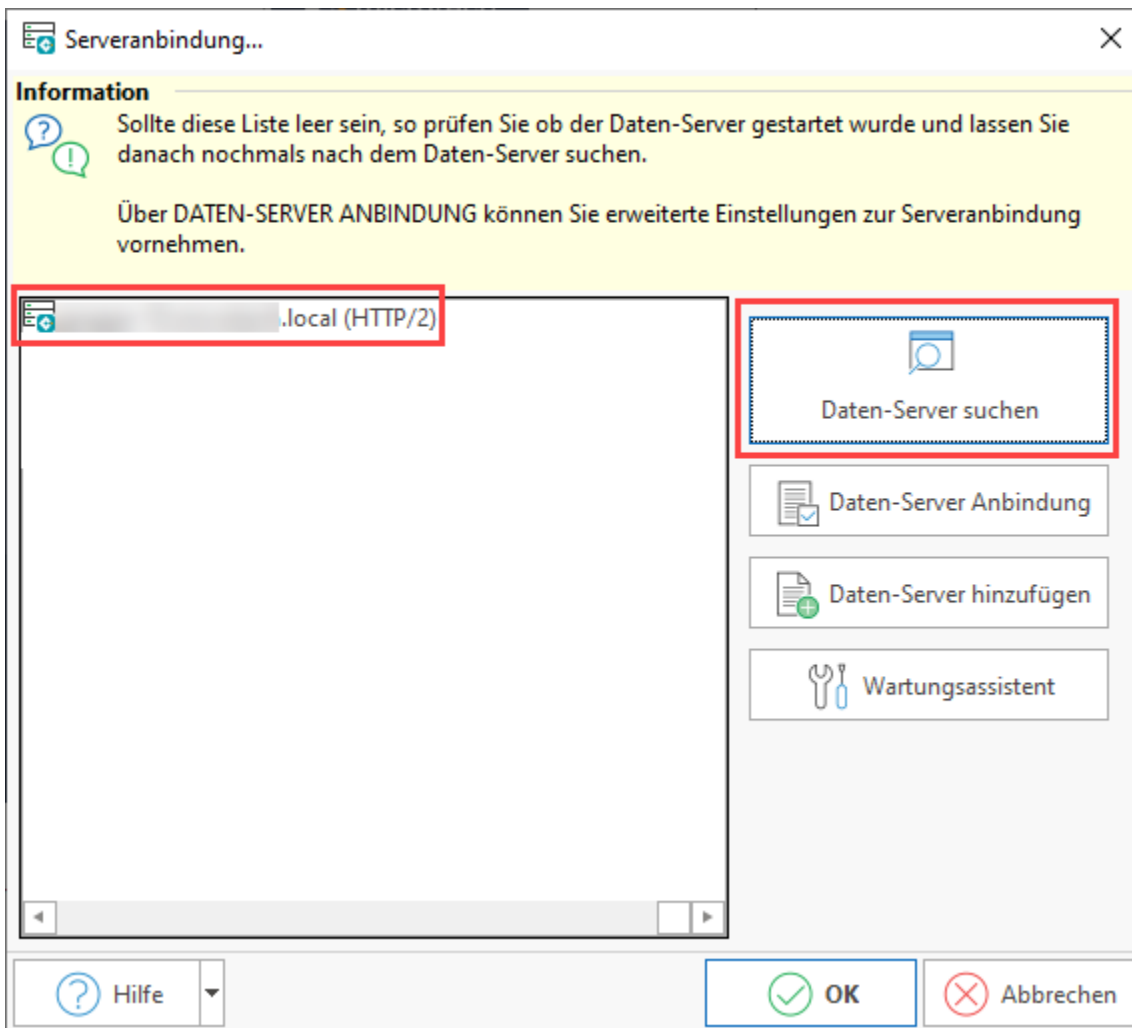 Serveranbindung...
Information
Sollte diese Liste leer sein, so prüfen Sie ob der Daten-Server gestartet wurde und lassen Sie
danach nochmals nach dem Daten-Server suchen.
Über DATEN-SERVER ANBINDUNG können Sie erweiterte Einstellungen zur Serveranbindung
vornehmen.
.local (HTTP/2)
Daten-Server suchen
Daten-Server Anbindung
Daten-Server hinzufügen
Wartungsassistent
Hilfe
OK
Abbrechen